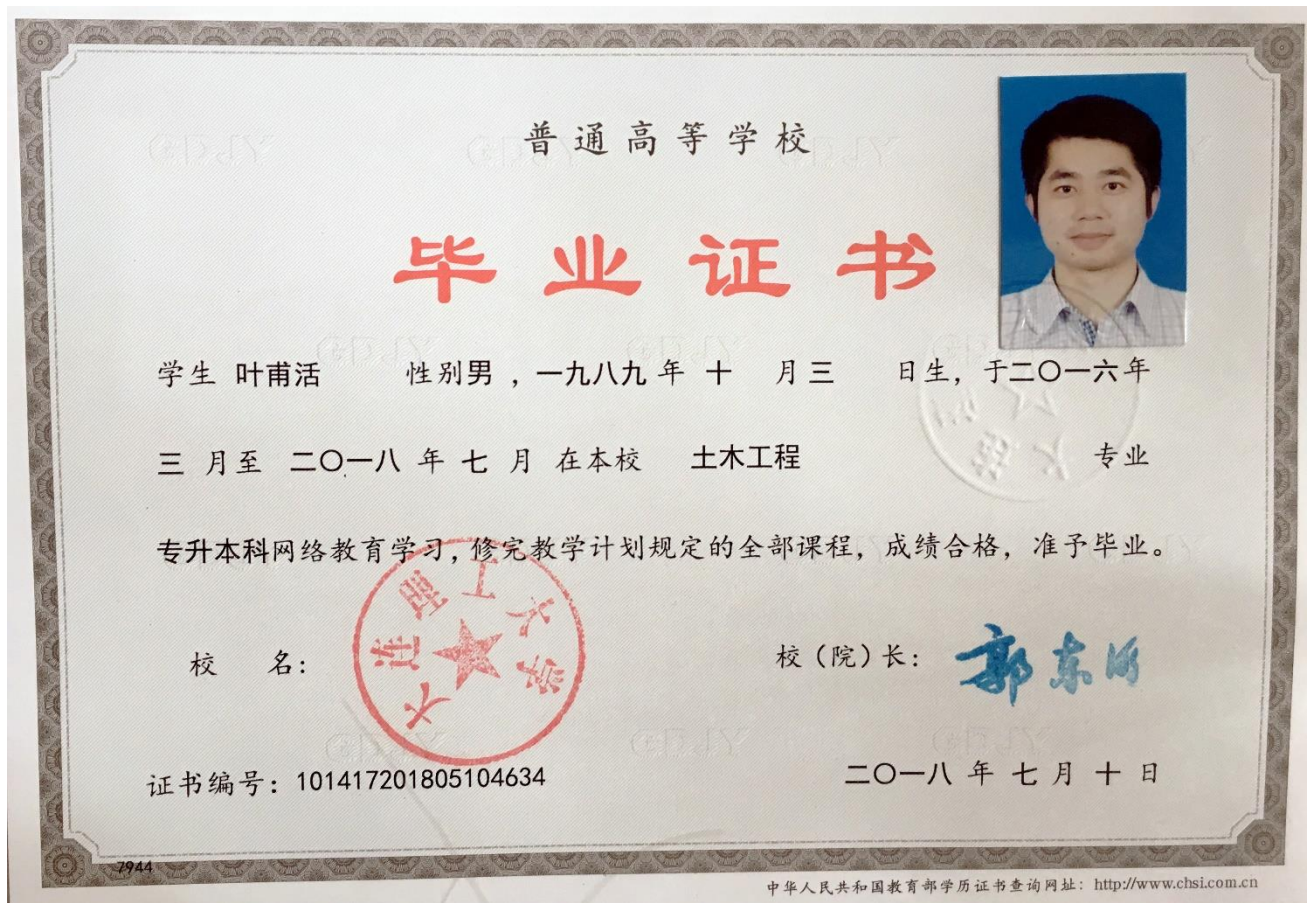 普通高等学校
毕业证书
学生 叶甫活 性别男，一九八九年 十 月三 日生，于二〇一六年
三 月至 二〇一八 年 七 月 在本校 土木工程 专业
专升本科网络教育学习，修完教学计划规定的全部课程，成绩合格，准予毕业。
大连理工大学
校 名：
校（院）长： 郭东明
证书编号：101417201805104634
二〇一八 年 七 月 十 日
7944
中华人民共和国教育部学历证书查询网址：http://www.chsi.com.cn